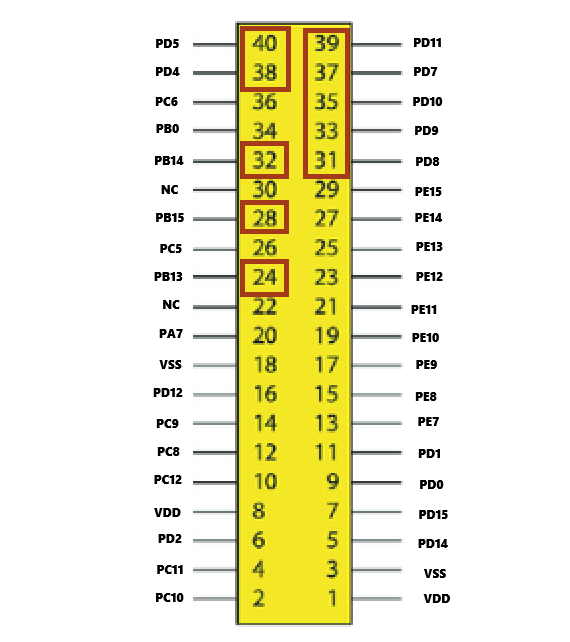 PD5 40 39 PD11
PD4 38 37 PD7
PC6 36 35 PD10
PB0 34 33 PD9
PB14 32 31 PD8
NC 30 29 PE15
PB15 28 27 PE14
PC5 26 25 PE13
PB13 24 23 PE12
NC 22 21 PE11
PA7 20 19 PE10
VSS 18 17 PE9
PD12 16 15 PE8
PC9 14 13 PE7
PC8 12 11 PD1
PC12 10 9 PD0
VDD 8 7 PD15
PD2 6 5 PD14
PC11 4 3 VSS
PC10 2 1 VDD